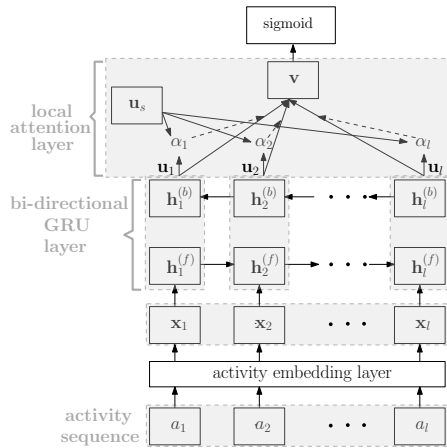 sigmoid
v
u_s
local
attention
layer
α_1 α_2 α_l
u_1 u_2 u_l
bi-directional
GRU
layer
h_1^{(b)} h_2^{(b)} • • • h_l^{(b)}
h_1^{(f)} h_2^{(f)} • • • h_l^{(f)}
x_1 x_2 • • • x_l
activity embedding layer
activity
sequence
a_1 a_2 • • • a_l